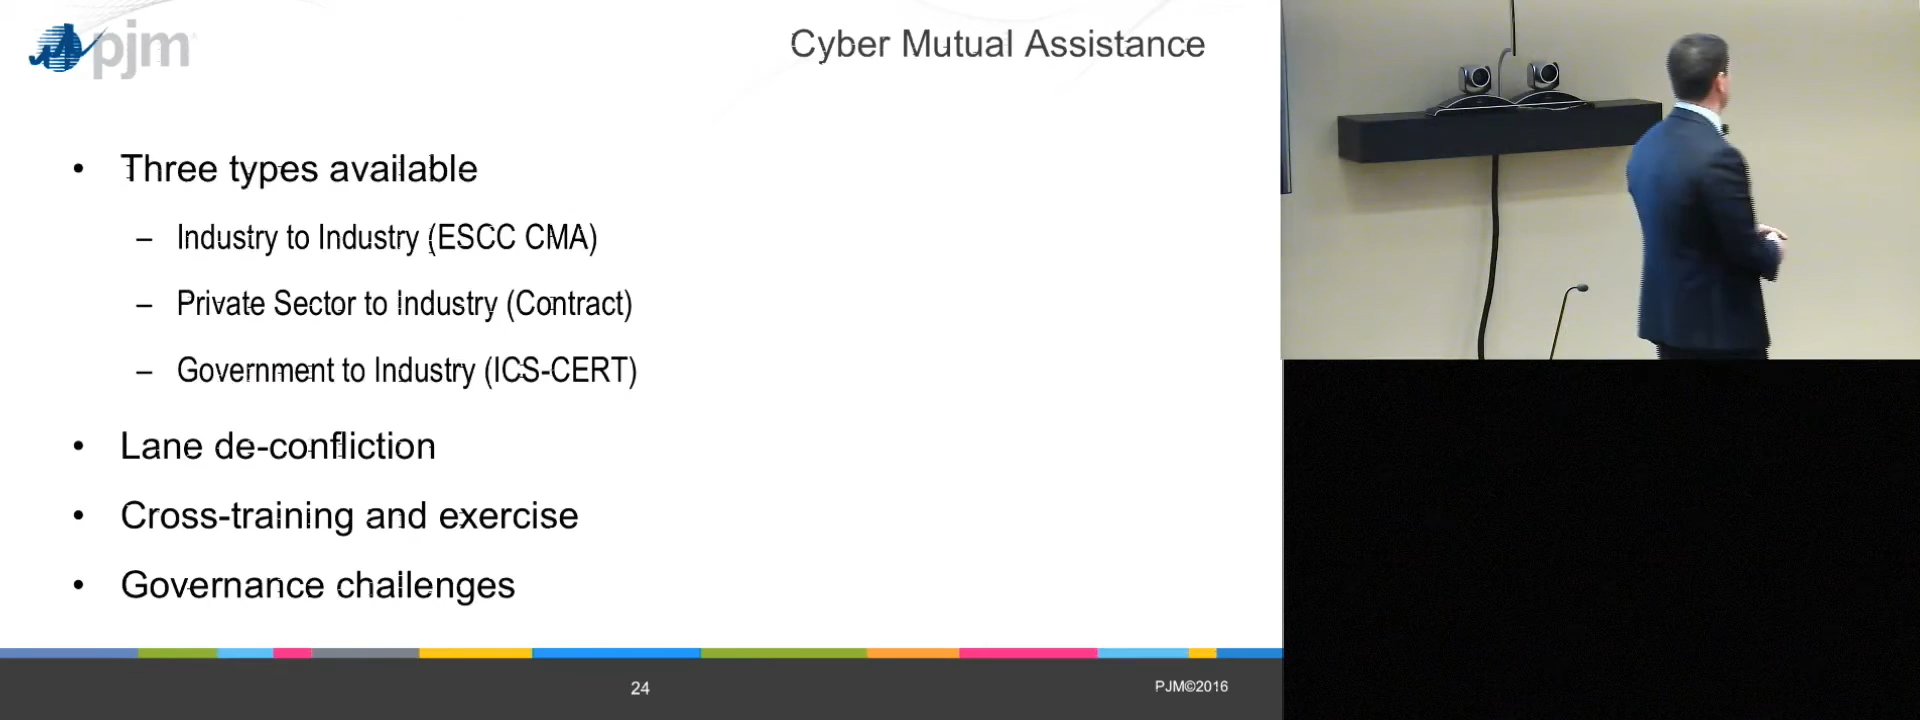 pjm
Cyber Mutual Assistance
• Three types available
– Industry to Industry (ESCC CMA)
– Private Sector to Industry (Contract)
– Government to Industry (ICS-CERT)
• Lane de-confliction
• Cross-training and exercise
• Governance challenges
24
PJM©2016